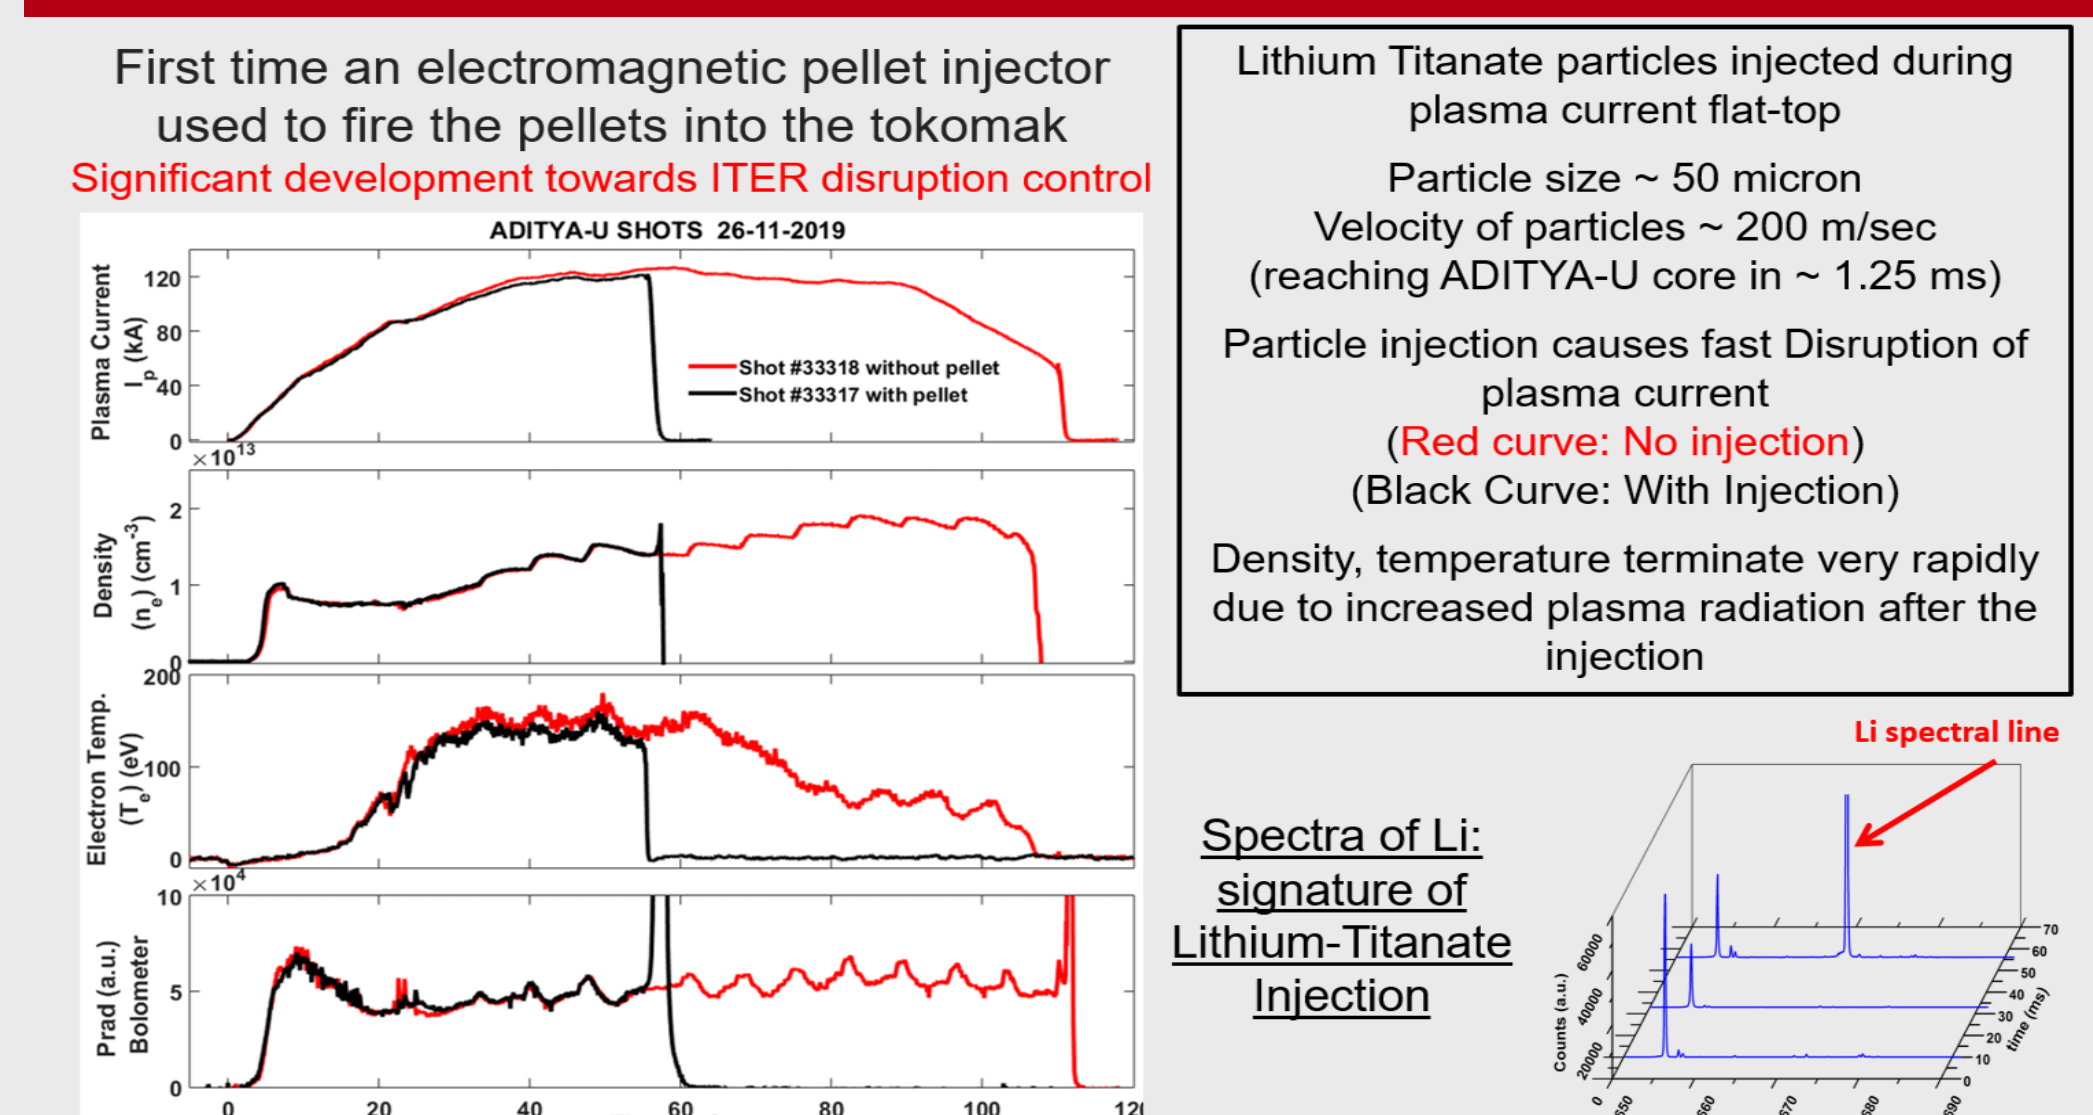 First time an electromagnetic pellet injector
used to fire the pellets into the tokomak
Significant development towards ITER disruption control
ADITYA-U SHOTS 26-11-2019
Plasma Current
I_p (kA)
120
80
40
0
Shot #33318 without pellet
Shot #33317 with pellet
×10^13
Density
(n_e) (cm^-3)
2
1
0
Electron Temp.
(T_e) (eV)
200
100
0
×10^4
Prad (a.u.)
Bolometer
10
5
0
0 20 40 60 80 100 120
Lithium Titanate particles injected during
plasma current flat-top
Particle size ~ 50 micron
Velocity of particles ~ 200 m/sec
(reaching ADITYA-U core in ~ 1.25 ms)
Particle injection causes fast Disruption of
plasma current
(Red curve: No injection)
(Black Curve: With Injection)
Density, temperature terminate very rapidly
due to increased plasma radiation after the
injection
Spectra of Li:
signature of
Lithium-Titanate
Injection
Li spectral line
Counts (a.u.)
60000
40000
20000
0
70
60
50
40
30
20
10
0
time (ms)
650 660 670 680 690